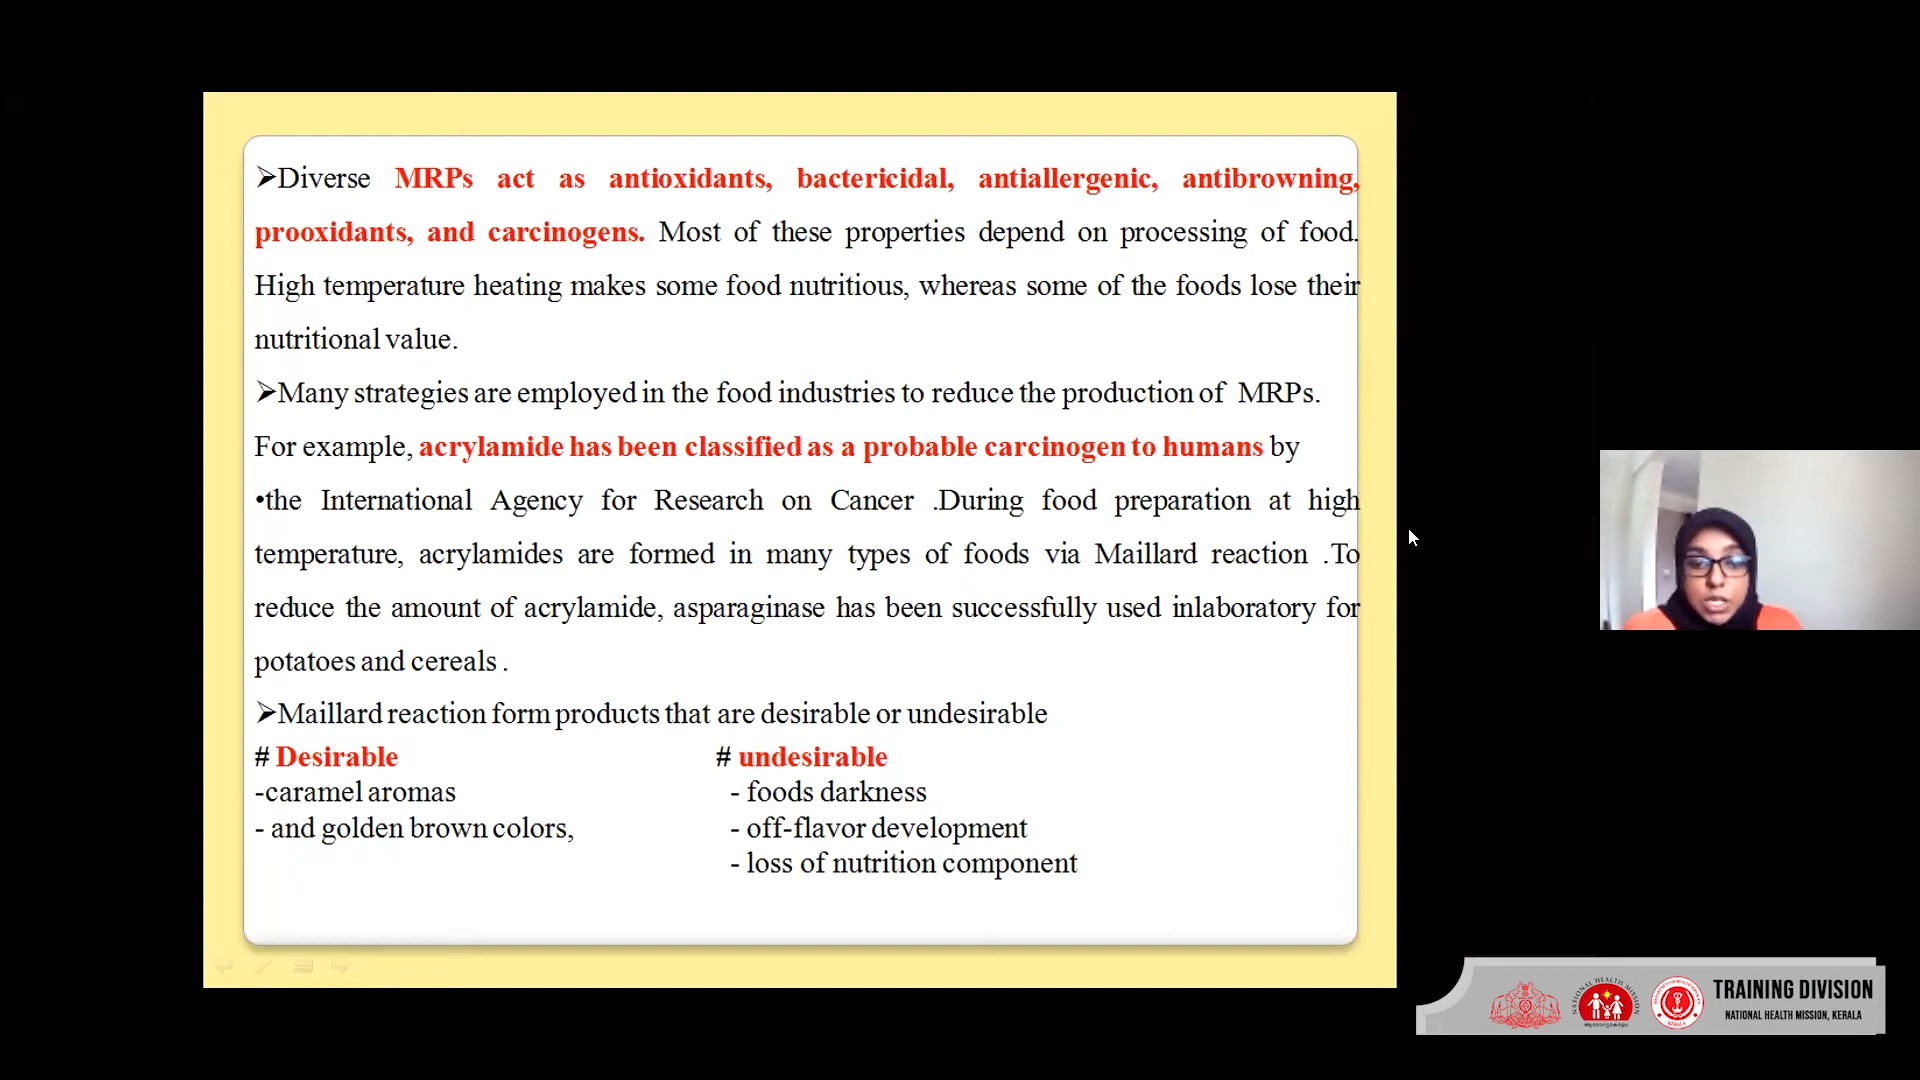 ➢Diverse MRPs act as antioxidants, bactericidal, antiallergenic, antibrowning,
prooxidants, and carcinogens. Most of these properties depend on processing of food.
High temperature heating makes some food nutritious, whereas some of the foods lose their
nutritional value.
➢Many strategies are employed in the food industries to reduce the production of MRPs.
For example, acrylamide has been classified as a probable carcinogen to humans by
•the International Agency for Research on Cancer .During food preparation at high
temperature, acrylamides are formed in many types of foods via Maillard reaction .To
reduce the amount of acrylamide, asparaginase has been successfully used inlaboratory for
potatoes and cereals .
➢Maillard reaction form products that are desirable or undesirable
# Desirable # undesirable
-caramel aromas - foods darkness
- and golden brown colors, - off-flavor development
- loss of nutrition component
NATIONAL HEALTH MISSION
TRAINING DIVISION
NATIONAL HEALTH MISSION, KERALA